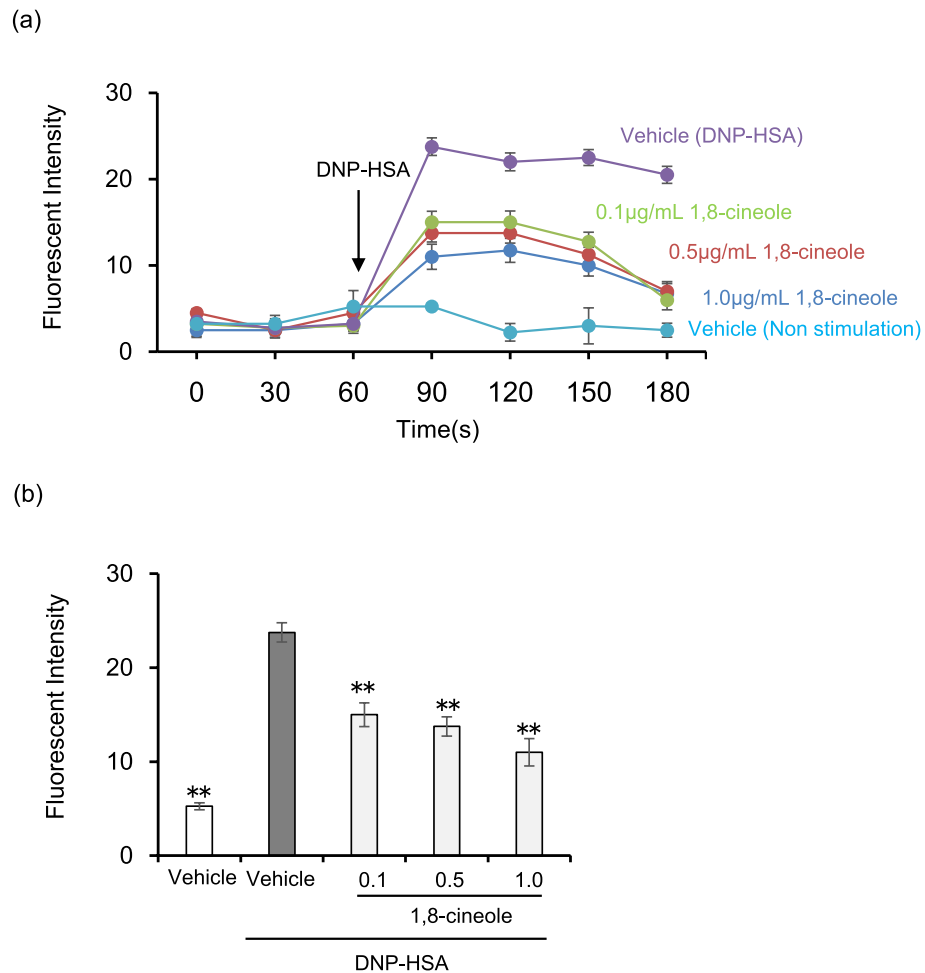 (a)
Fluorescent Intensity
30
20
10
0
DNP-HSA
Vehicle (DNP-HSA)
0.1µg/mL 1,8-cineole
0.5µg/mL 1,8-cineole
1.0µg/mL 1,8-cineole
Vehicle (Non stimulation)
0 30 60 90 120 150 180
Time(s)
(b)
Fluorescent Intensity
30
20
10
0
**
**
**
**
Vehicle Vehicle 0.1 0.5 1.0
1,8-cineole
DNP-HSA